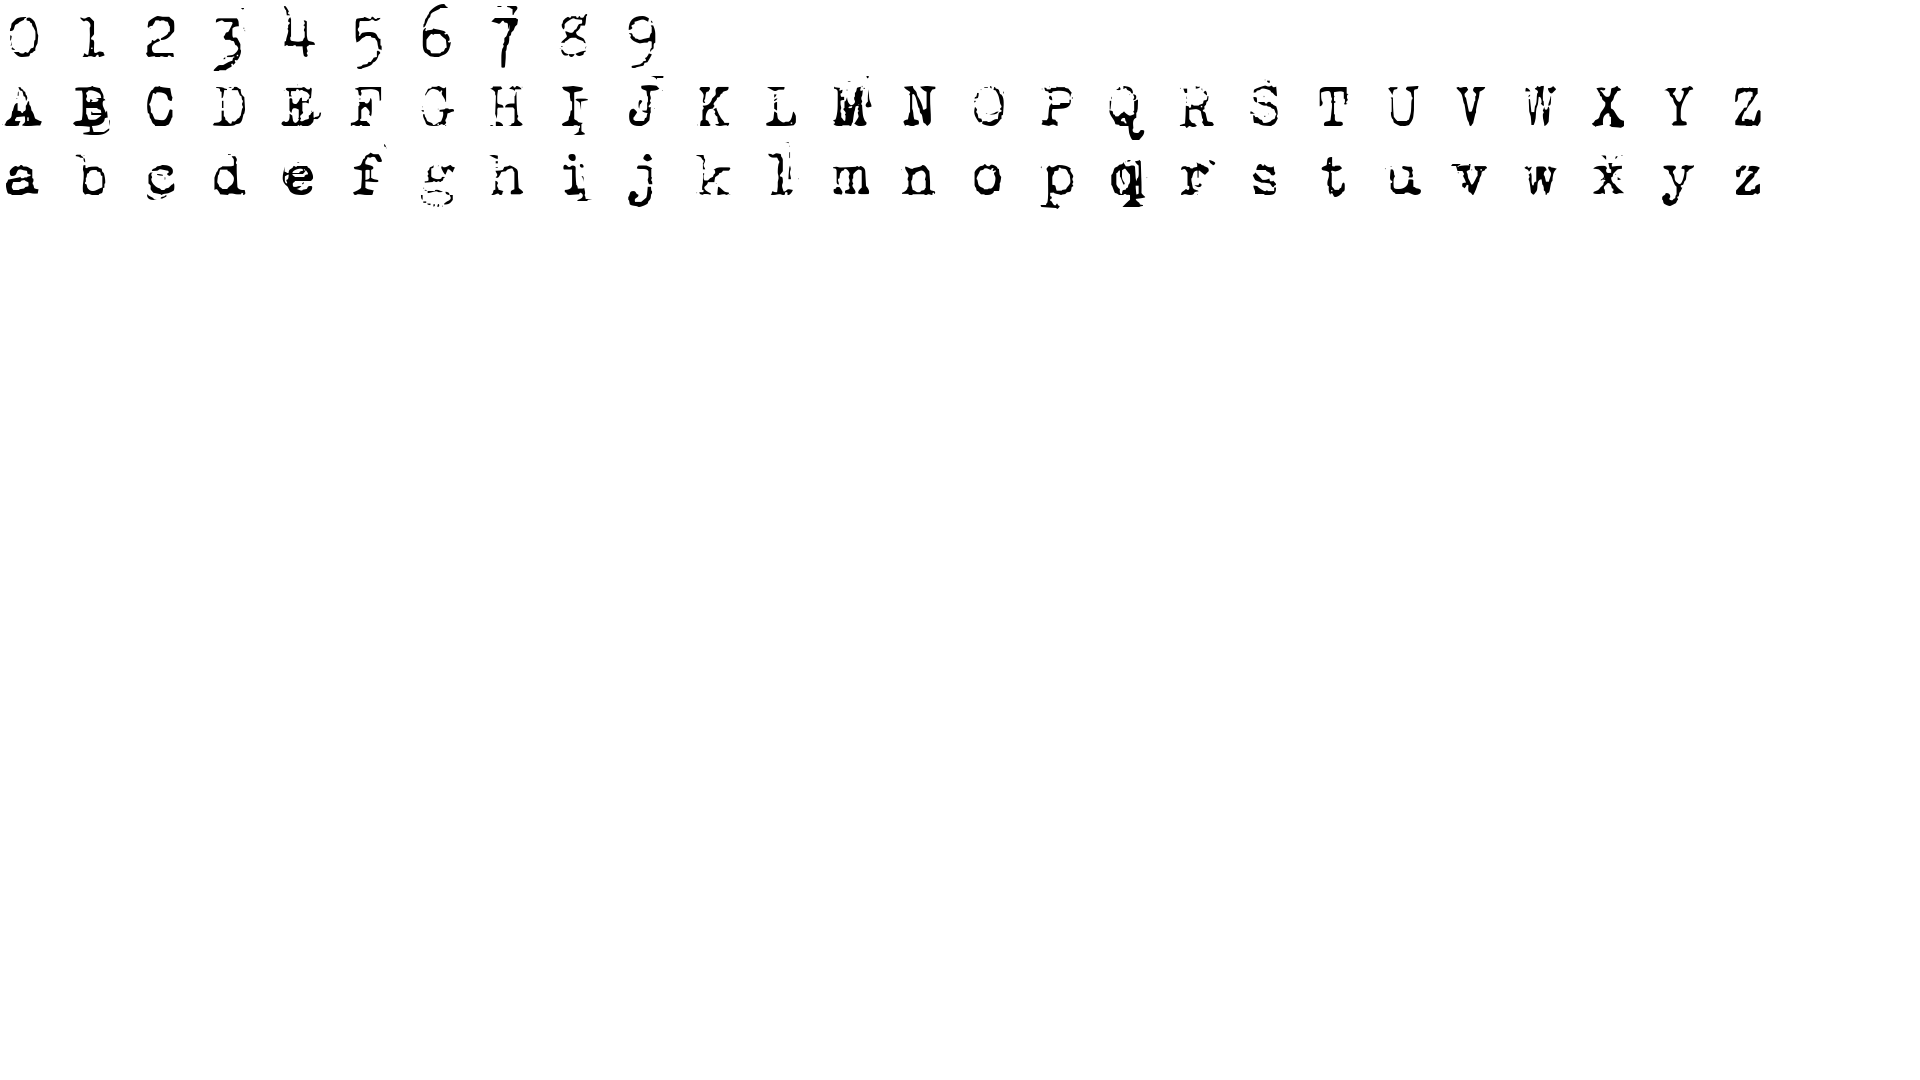 0 1 2 3 4 5 6 7 8 9
A B C D E F G H I J K L M N O P Q R S T U V W X Y Z
a b c d e f g h i j k l m n o p q r s t u v w x y z